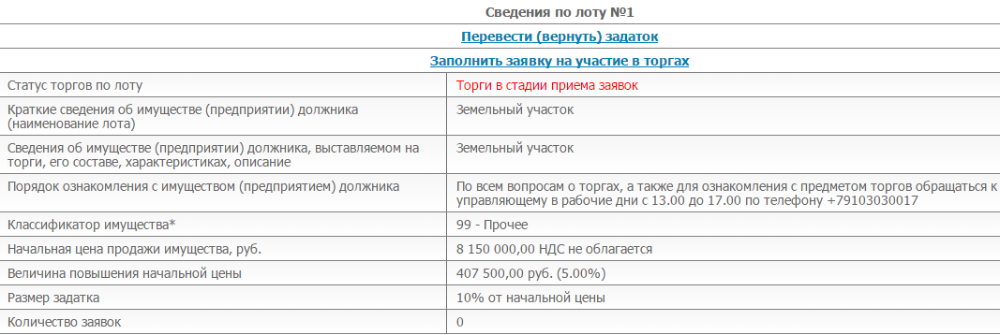 Сведения по лоту №1
Перевести (вернуть) задаток
Заполнить заявку на участие в торгах
Статус торгов по лоту
Торги в стадии приема заявок
Краткие сведения об имуществе (предприятии) должника
(наименование лота)
Земельный участок
Сведения об имуществе (предприятии) должника, выставляемом на
торги, его составе, характеристиках, описание
Земельный участок
Порядок ознакомления с имуществом (предприятием) должника
По всем вопросам о торгах, а также для ознакомления с предметом торгов обращаться к
управляющему в рабочие дни с 13.00 до 17.00 по телефону +79103030017
Классификатор имущества*
99 - Прочее
Начальная цена продажи имущества, руб.
8 150 000,00 НДС не облагается
Величина повышения начальной цены
407 500,00 руб. (5.00%)
Размер задатка
10% от начальной цены
Количество заявок
0